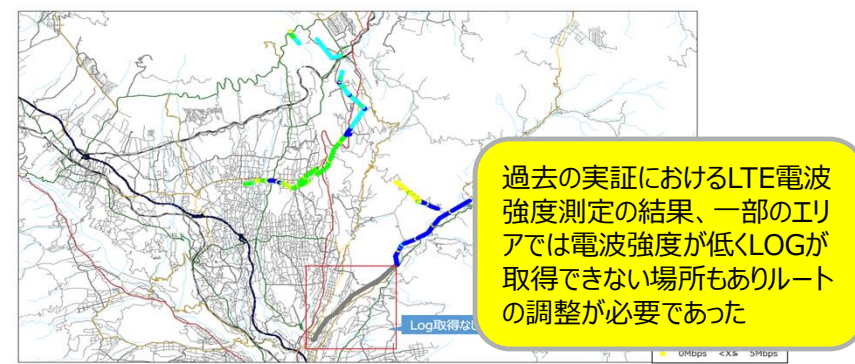 過去の実証におけるLTE電波
強度測定の結果、一部のエリ
アでは電波強度が低くLOGが
取得できない場所もありルート
の調整が必要であった
Log取得な
0Mbps <X≦ 5Mbps